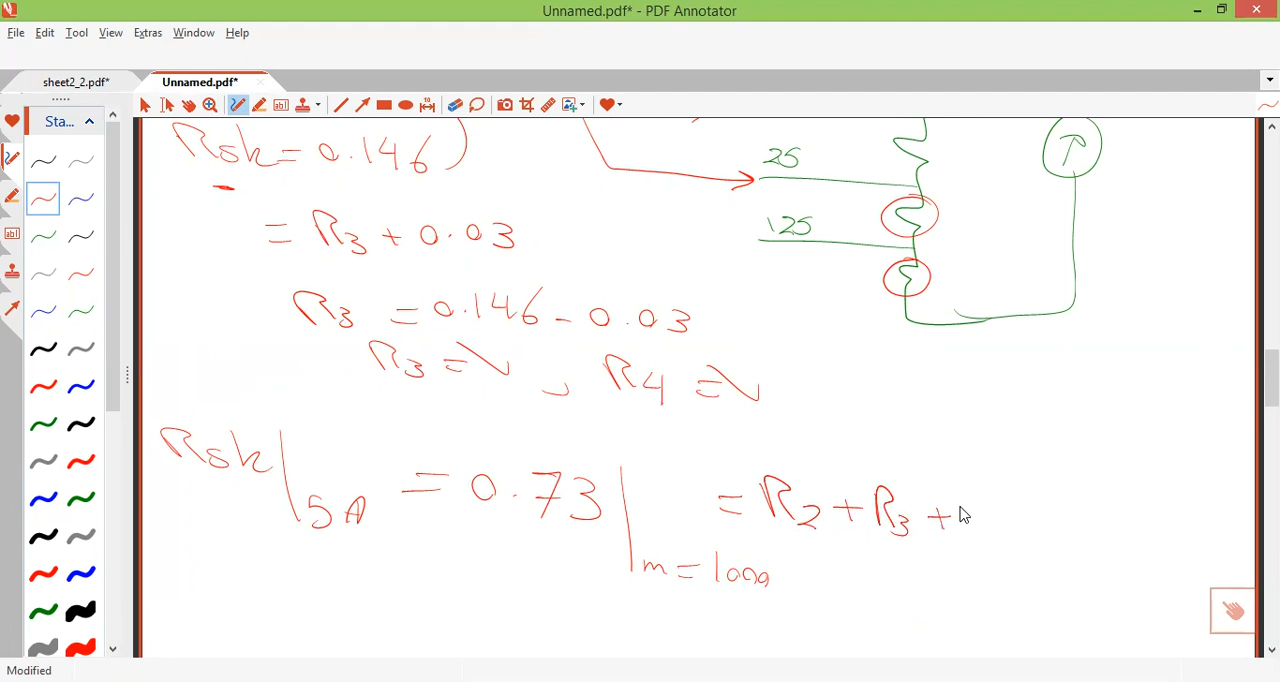 Unnamed.pdf* - PDF Annotator
File Edit Tool View Extras Window Help
sheet2_2.pdf* Unnamed.pdf*
Sta...
Rsh = 0.146)
25
125
= R3 + 0.03
R3 = 0.146 - 0.03
R3 = , R4 =
Rsh | 5A = 0.73 | m = 1000 = R2 + R3 +
Modified